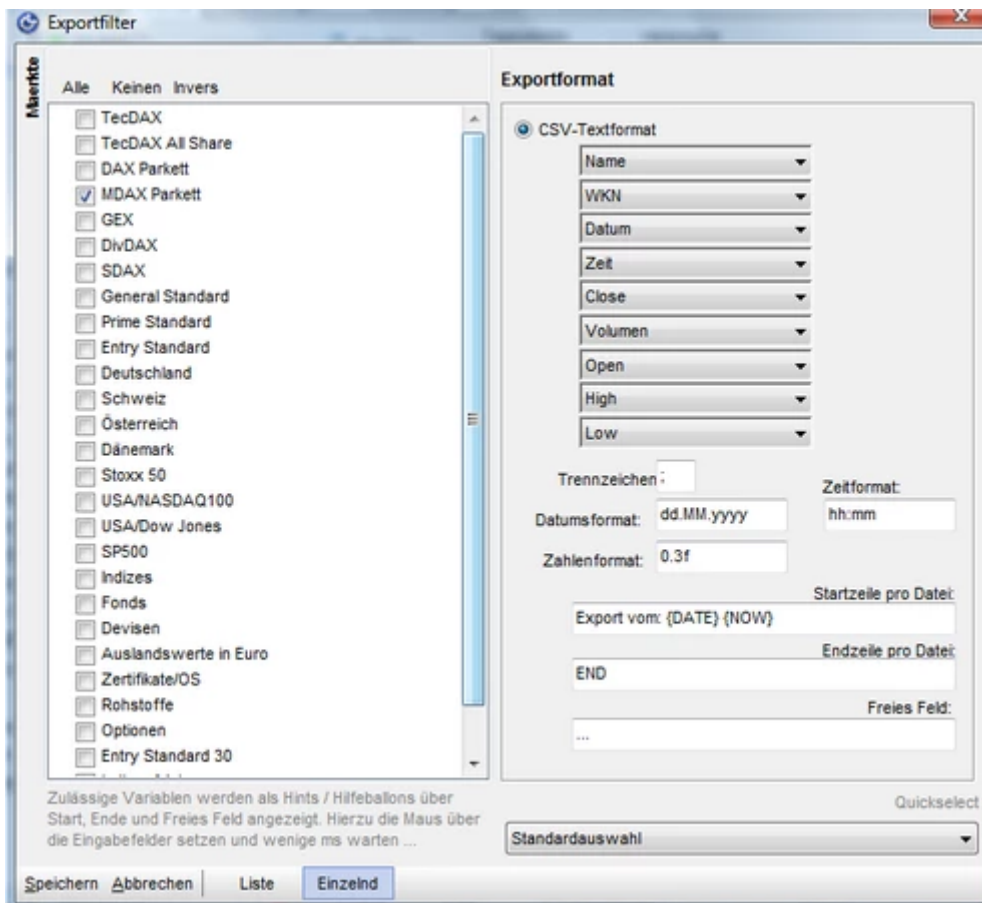 Exportfilter
Maerkte
Alle Keinen Invers
TecDAX
TecDAX All Share
DAX Parkett
MDAX Parkett
GEX
DivDAX
SDAX
General Standard
Prime Standard
Entry Standard
Deutschland
Schweiz
Österreich
Dänemark
Stoxx 50
USA/NASDAQ100
USA/Dow Jones
SP500
Indizes
Fonds
Devisen
Auslandswerte in Euro
Zertifikate/OS
Rohstoffe
Optionen
Entry Standard 30
Zulässige Variablen werden als Hints / Hilfeballons über
Start, Ende und Freies Feld angezeigt. Hierzu die Maus über
die Eingabefelder setzen und wenige ms warten ...
Exportformat
CSV-Textformat
Name
WKN
Datum
Zeit
Close
Volumen
Open
High
Low
Trennzeichen ;
Zeitformat:
Datumsformat: dd.MM.yyyy hh:mm
Zahlenformat: 0.3f
Startzeile pro Datei:
Export vom: {DATE} {NOW}
Endzeile pro Datei:
END
Freies Feld:
...
Quickselect
Standardauswahl
Speichern Abbrechen Liste Einzelnd